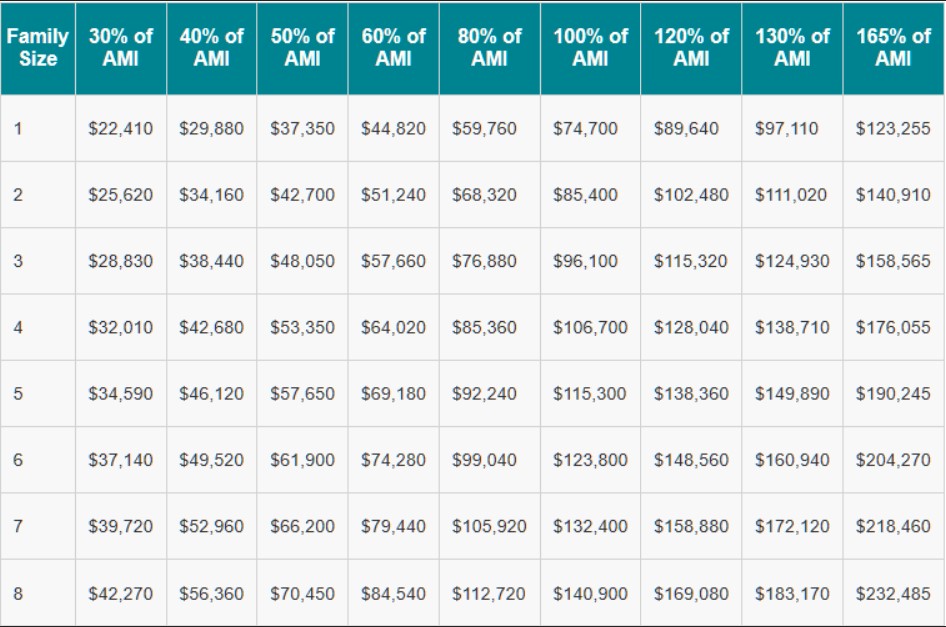 Family Size 30% of AMI 40% of AMI 50% of AMI 60% of AMI 80% of AMI 100% of AMI 120% of AMI 130% of AMI 165% of AMI
1 $22,410 $29,880 $37,350 $44,820 $59,760 $74,700 $89,640 $97,110 $123,255
2 $25,620 $34,160 $42,700 $51,240 $68,320 $85,400 $102,480 $111,020 $140,910
3 $28,830 $38,440 $48,050 $57,660 $76,880 $96,100 $115,320 $124,930 $158,565
4 $32,010 $42,680 $53,350 $64,020 $85,360 $106,700 $128,040 $138,710 $176,055
5 $34,590 $46,120 $57,650 $69,180 $92,240 $115,300 $138,360 $149,890 $190,245
6 $37,140 $49,520 $61,900 $74,280 $99,040 $123,800 $148,560 $160,940 $204,270
7 $39,720 $52,960 $66,200 $79,440 $105,920 $132,400 $158,880 $172,120 $218,460
8 $42,270 $56,360 $70,450 $84,540 $112,720 $140,900 $169,080 $183,170 $232,485